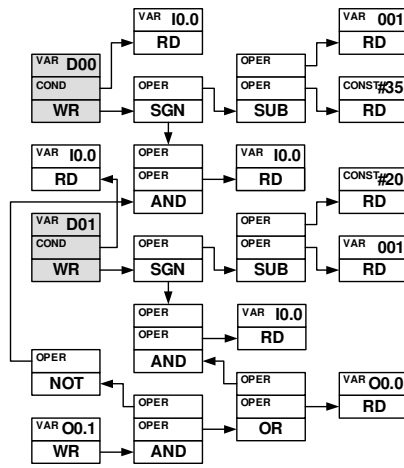 VAR I0.0
RD
VAR 001
RD
VAR D00
COND
WR
OPER
SGN
OPER
OPER
SUB
CONST #35
RD
VAR I0.0
RD
OPER
OPER
AND
VAR I0.0
RD
CONST #20
RD
VAR D01
COND
WR
OPER
SGN
OPER
OPER
SUB
VAR 001
RD
OPER
OPER
AND
VAR I0.0
RD
OPER
NOT
OPER
OPER
OR
VAR O0.0
RD
VAR O0.1
WR
OPER
OPER
AND